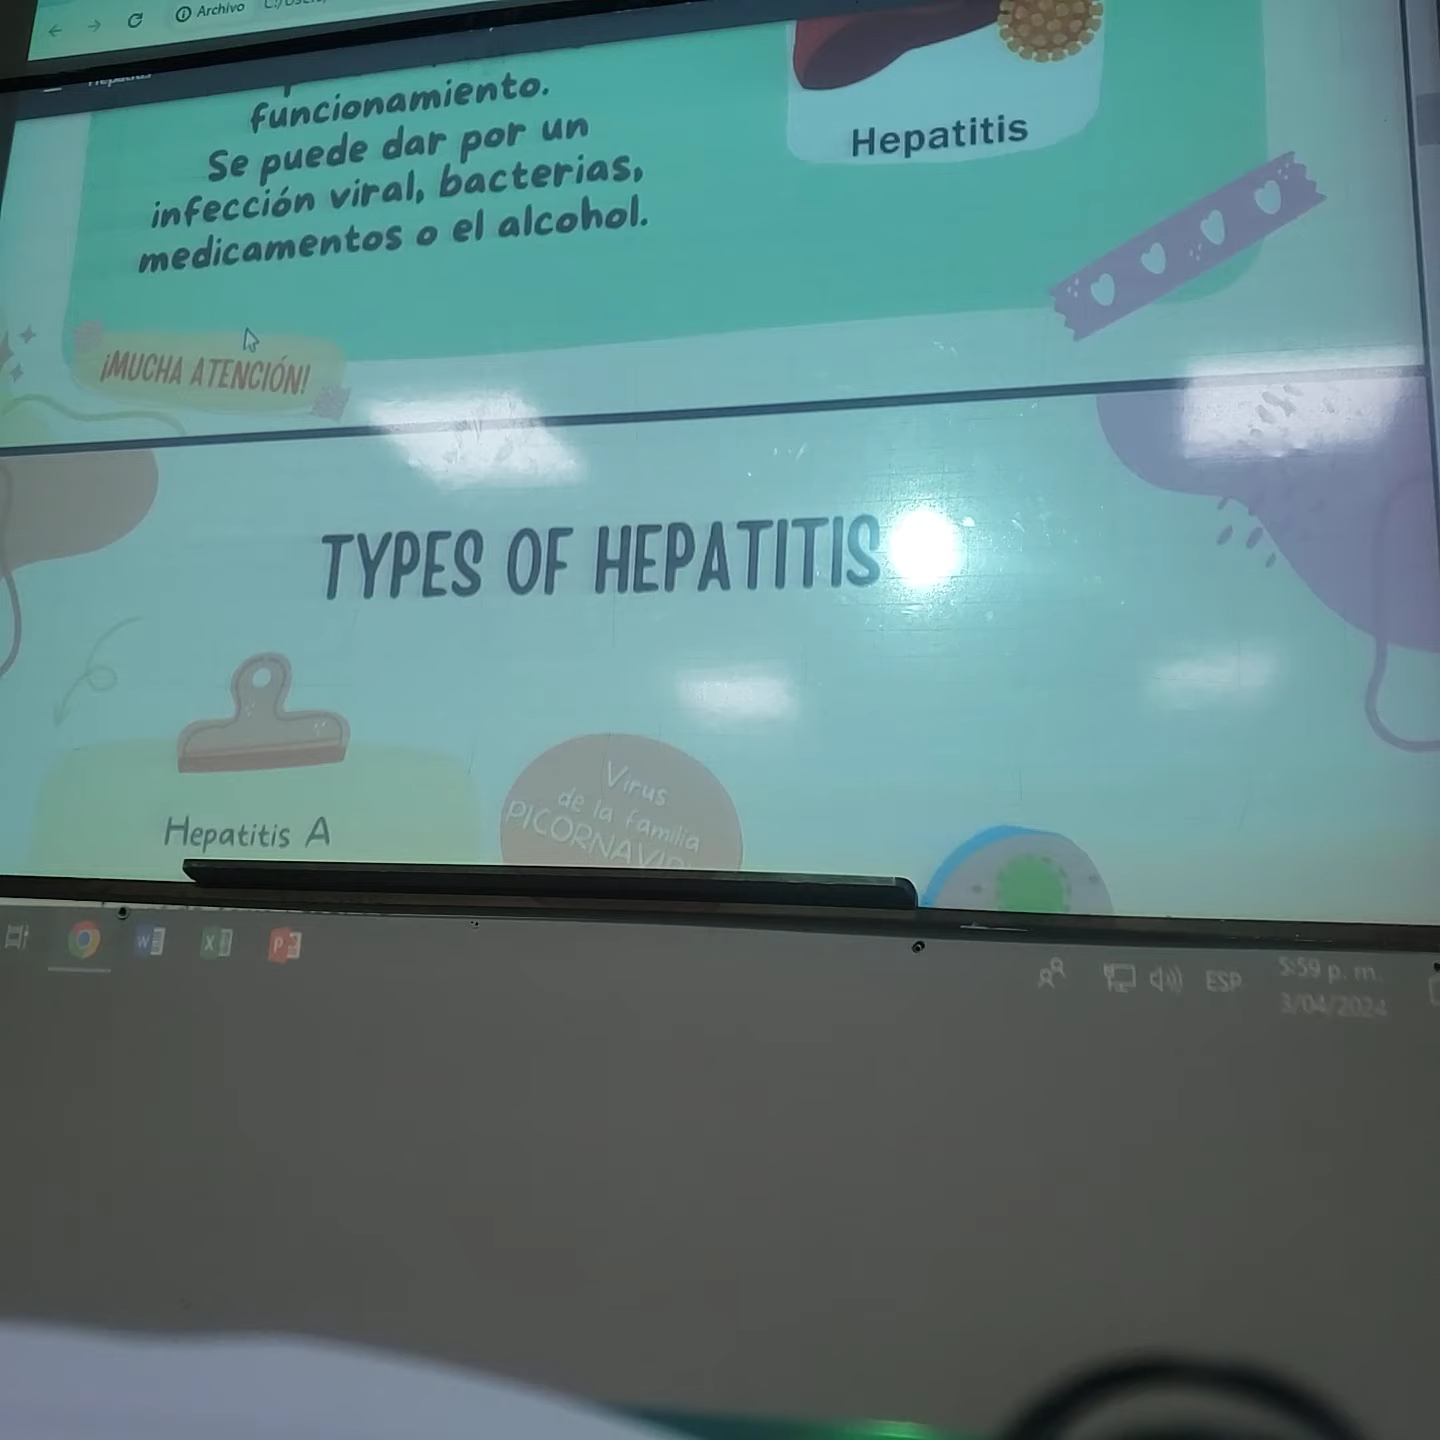 Archivo
funcionamiento.
Se puede dar por un
infección viral, bacterias,
medicamentos o el alcohol.
Hepatitis
¡MUCHA ATENCIÓN!
TYPES OF HEPATITIS
Hepatitis A
Virus
de la familia
ESP
5:59 p. m.
3/04/2024